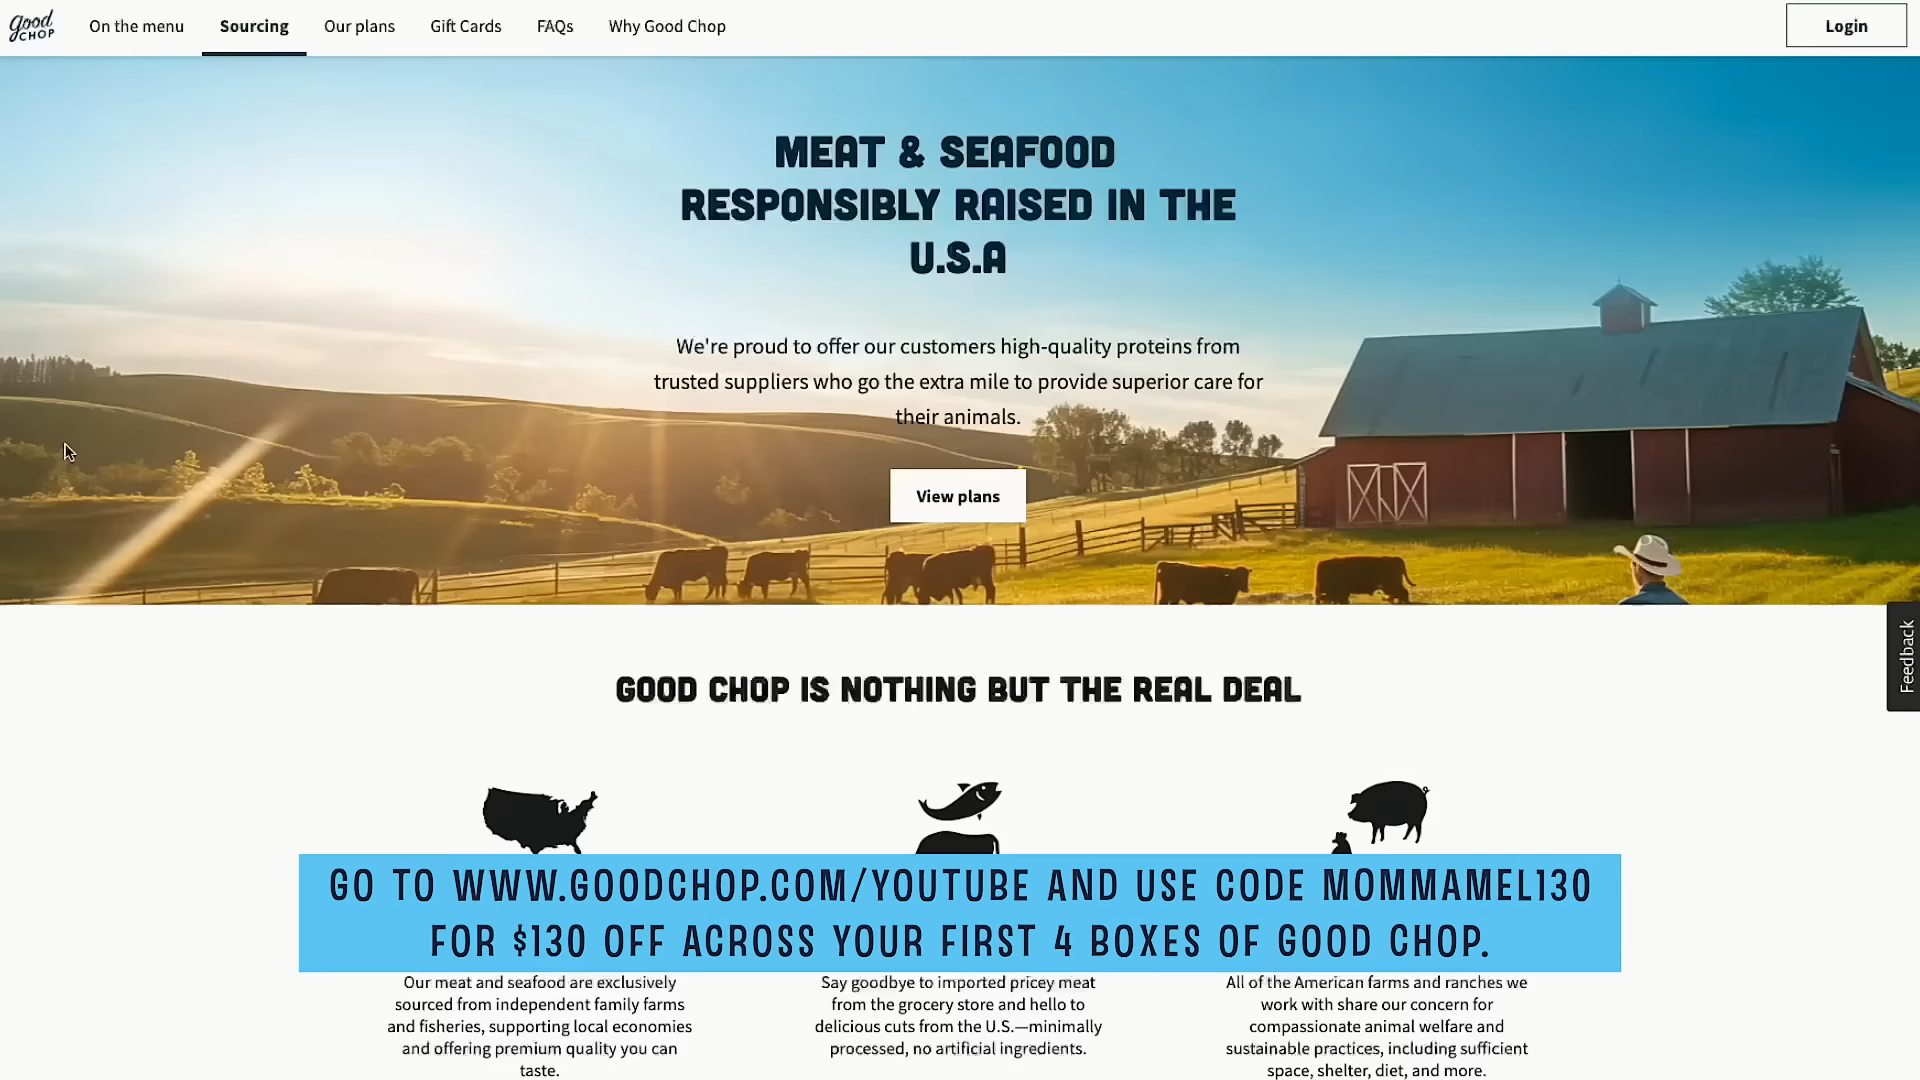 good
CHOP
On the menu
Sourcing
Our plans
Gift Cards
FAQs
Why Good Chop
Login
MEAT & SEAFOOD
RESPONSIBLY RAISED IN THE
U.S.A
We're proud to offer our customers high-quality proteins from
trusted suppliers who go the extra mile to provide superior care for
their animals.
View plans
Feedback
GOOD CHOP IS NOTHING BUT THE REAL DEAL
GO TO WWW.GOODCHOP.COM/YOUTUBE AND USE CODE MOMMAMEL130
FOR $130 OFF ACROSS YOUR FIRST 4 BOXES OF GOOD CHOP.
Our meat and seafood are exclusively
sourced from independent family farms
and fisheries, supporting local economies
and offering premium quality you can
taste.
Say goodbye to imported pricey meat
from the grocery store and hello to
delicious cuts from the U.S.—minimally
processed, no artificial ingredients.
All of the American farms and ranches we
work with share our concern for
compassionate animal welfare and
sustainable practices, including sufficient
space, shelter, diet, and more.